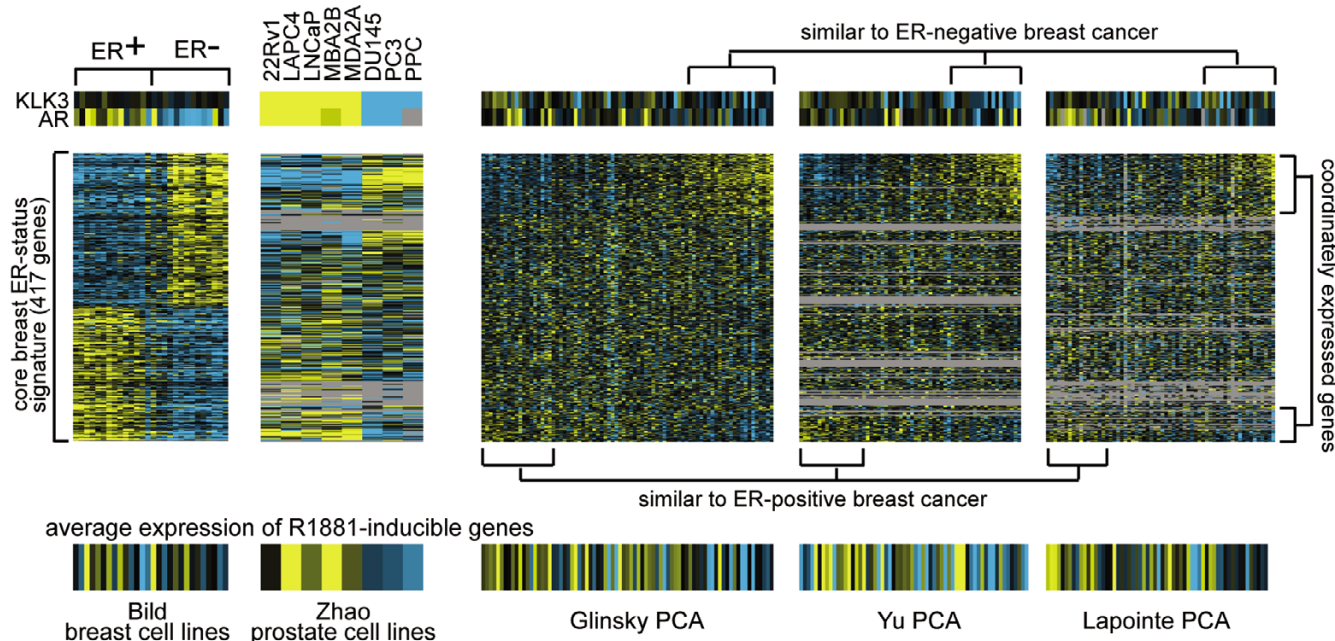 similar to ER-negative breast cancer
ER+ ER-
22Rv1
LAPC4
LNCaP
MBA2B
MDA2A
DU145
PC3
PPC
KLK3
AR
core breast ER-status
signature (417 genes)
coordinately expressed genes
similar to ER-positive breast cancer
average expression of R1881-inducible genes
Bild
breast cell lines
Zhao
prostate cell lines
Glinsky PCA
Yu PCA
Lapointe PCA